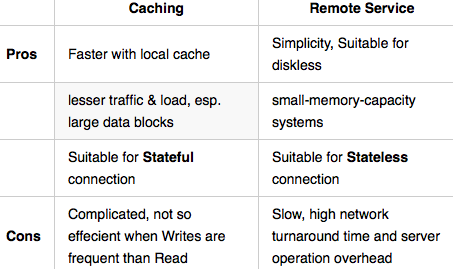 Caching Remote Service
Pros Faster with local cache Simplicity, Suitable for
diskless
lesser traffic & load, esp. small-memory-capacity
large data blocks systems
Suitable for Stateful Suitable for Stateless
connection connection
Complicated, not so Slow, high network
Cons effecient when Writes are turnaround time and server
frequent than Read operation overhead